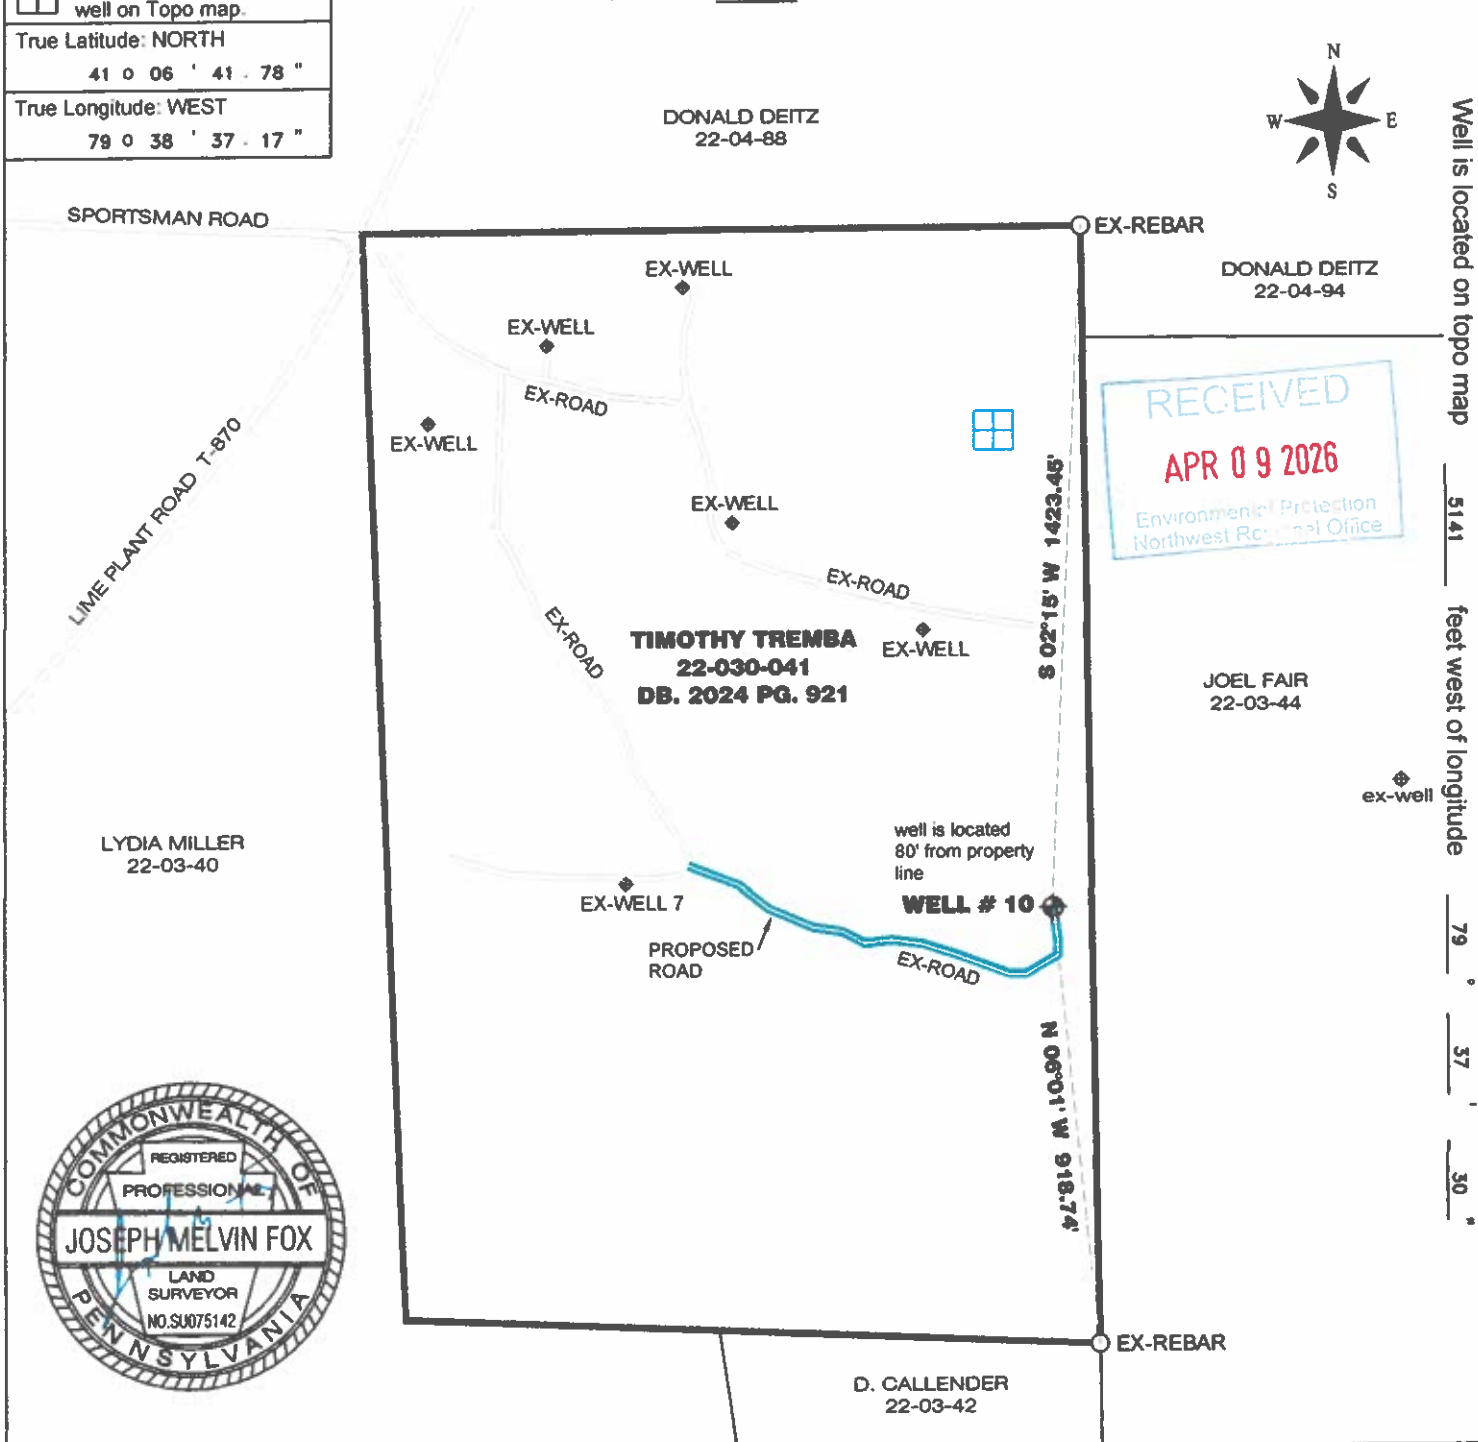 well on Topo map.
True Latitude: NORTH
41 o 06 ' 41 . 78 "
True Longitude: WEST
79 o 38 ' 37 . 17 "
DONALD DEITZ
22-04-88
N
W
E
S
SPORTSMAN ROAD
EX-REBAR
DONALD DEITZ
22-04-94
EX-WELL
EX-WELL
EX-ROAD
EX-WELL
LIME PLANT ROAD T-870
EX-WELL
EX-ROAD
EX-WELL
EX-ROAD
S 02°15' W 1423.45'
RECEIVED
APR 09 2026
Environmental Protection
Northwest Regional Office
TIMOTHY TREMBA
22-030-041
DB. 2024 PG. 921
JOEL FAIR
22-03-44
ex-well
LYDIA MILLER
22-03-40
well is located
80' from property
line
WELL # 10
EX-WELL 7
PROPOSED
ROAD
EX-ROAD
N 06°01' W 918.74'
Well is located on topo map 5141 feet west of longitude 79 ° 37 ' 30 "
COMMONWEALTH OF
REGISTERED
PROFESSIONAL
JOSEPH MELVIN FOX
LAND
SURVEYOR
NO.SU075142
PENNSYLVANIA
EX-REBAR
D. CALLENDER
22-03-42